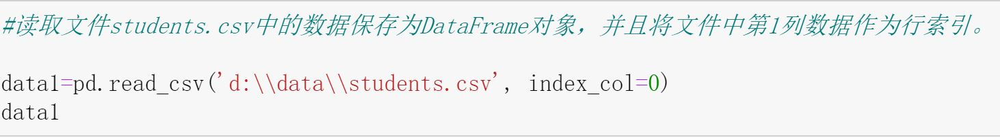 #读取文件students.csv中的数据保存为DataFrame对象，并且将文件中第1列数据作为行索引。
data1=pd.read_csv('d:\\data\\students.csv', index_col=0)
data1